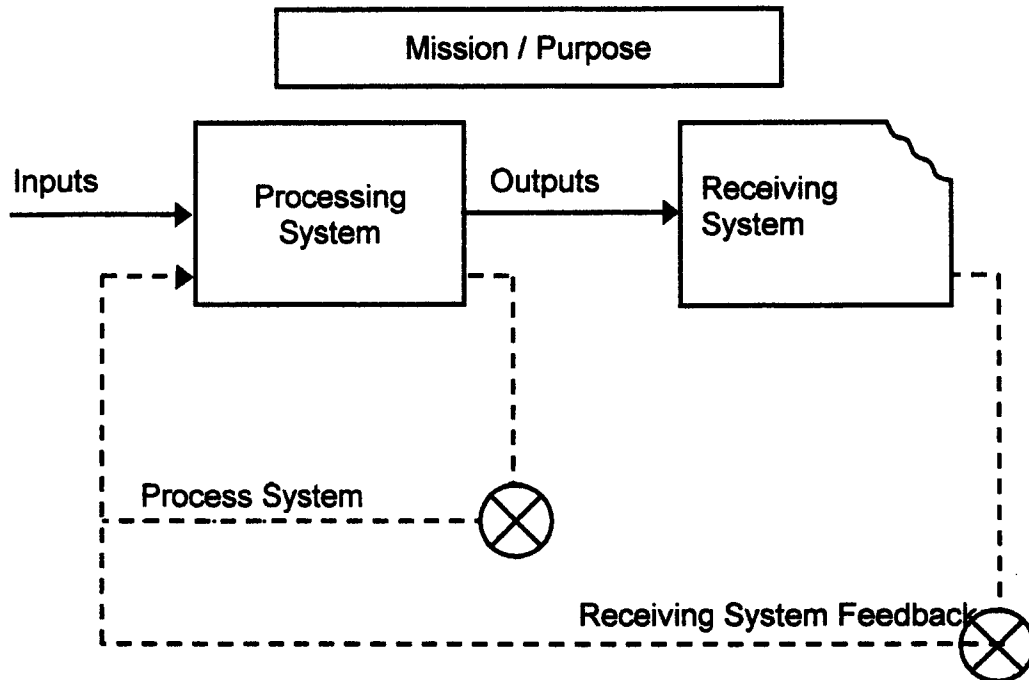 Mission / Purpose
Inputs
Processing
System
Outputs
Receiving
System
Process System
Receiving System Feedback